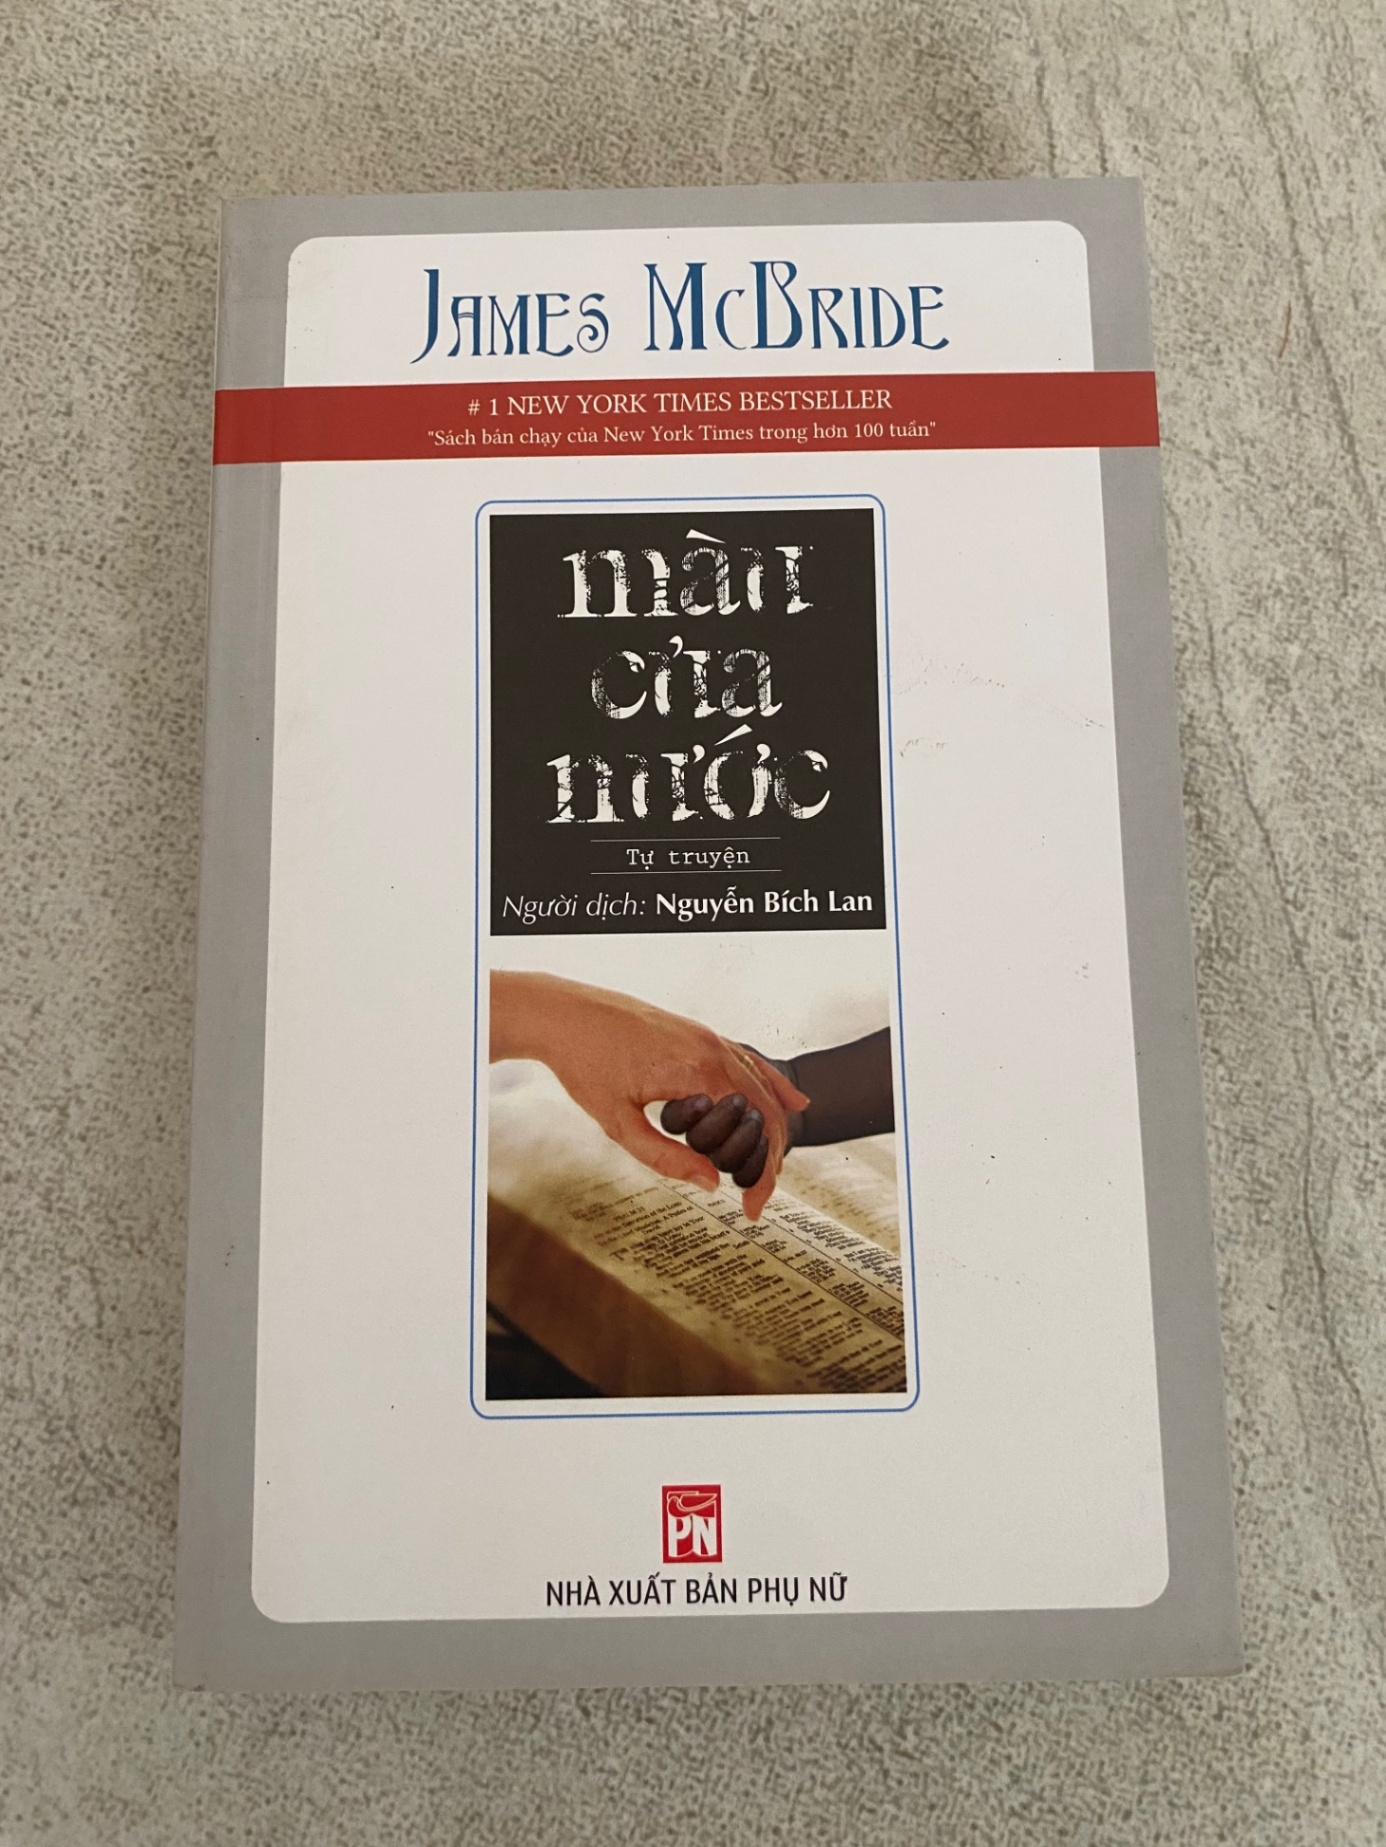 JAMES McBRIDE
# 1 NEW YORK TIMES BESTSELLER
"Sách bán chạy của New York Times trong hơn 100 tuần"
màu
của
nước
Tự truyện
Người dịch: Nguyễn Bích Lan
PN
NHÀ XUẤT BẢN PHỤ NỮ